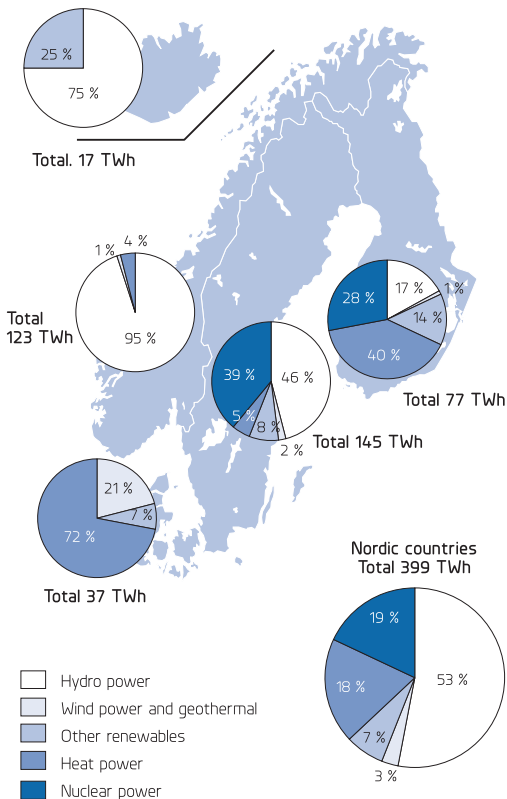 25 %
75 %
Total. 17 TWh
1 %
4 %
95 %
Total
123 TWh
28 %
17 %
1 %
14 %
40 %
Total 77 TWh
39 %
46 %
5 %
8 %
2 %
Total 145 TWh
21 %
7 %
72 %
Total 37 TWh
Nordic countries
Total 399 TWh
19 %
53 %
18 %
7 %
3 %
Hydro power
Wind power and geothermal
Other renewables
Heat power
Nuclear power